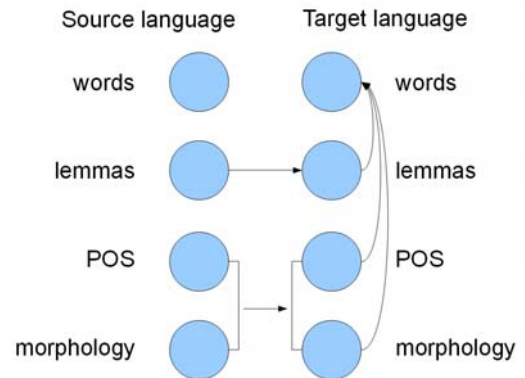 Source language Target language
words words
lemmas lemmas
POS POS
morphology morphology